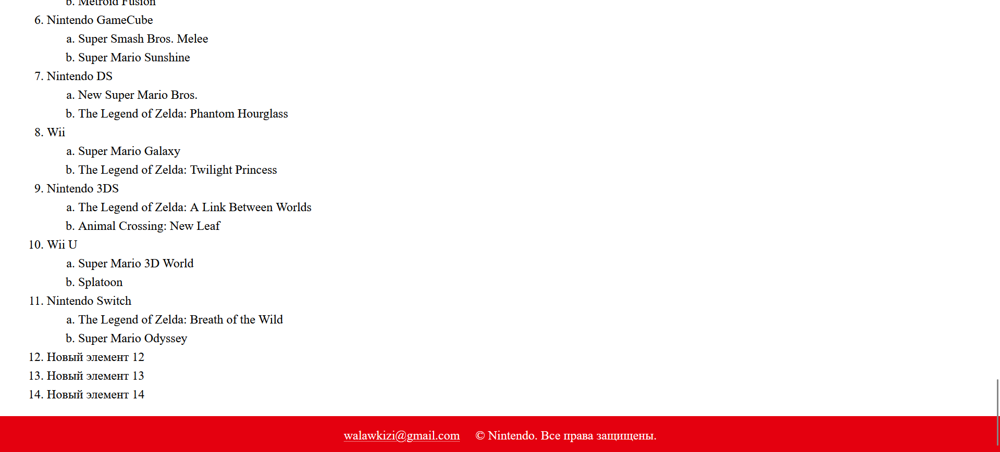 b. Metroid Fusion
6. Nintendo GameCube
a. Super Smash Bros. Melee
b. Super Mario Sunshine
7. Nintendo DS
a. New Super Mario Bros.
b. The Legend of Zelda: Phantom Hourglass
8. Wii
a. Super Mario Galaxy
b. The Legend of Zelda: Twilight Princess
9. Nintendo 3DS
a. The Legend of Zelda: A Link Between Worlds
b. Animal Crossing: New Leaf
10. Wii U
a. Super Mario 3D World
b. Splatoon
11. Nintendo Switch
a. The Legend of Zelda: Breath of the Wild
b. Super Mario Odyssey
12. Новый элемент 12
13. Новый элемент 13
14. Новый элемент 14
walawkizi@gmail.com © Nintendo. Все права защищены.